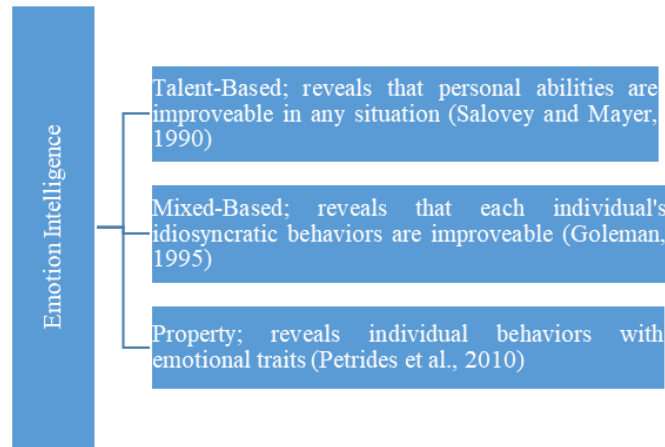 Emotion Intelligence
Talent-Based; reveals that personal abilities are
improveable in any situation (Salovey and Mayer,
1990)
Mixed-Based; reveals that each individual's
idiosyncratic behaviors are improveable (Goleman,
1995)
Property; reveals individual behaviors with
emotional traits (Petrides et al., 2010)